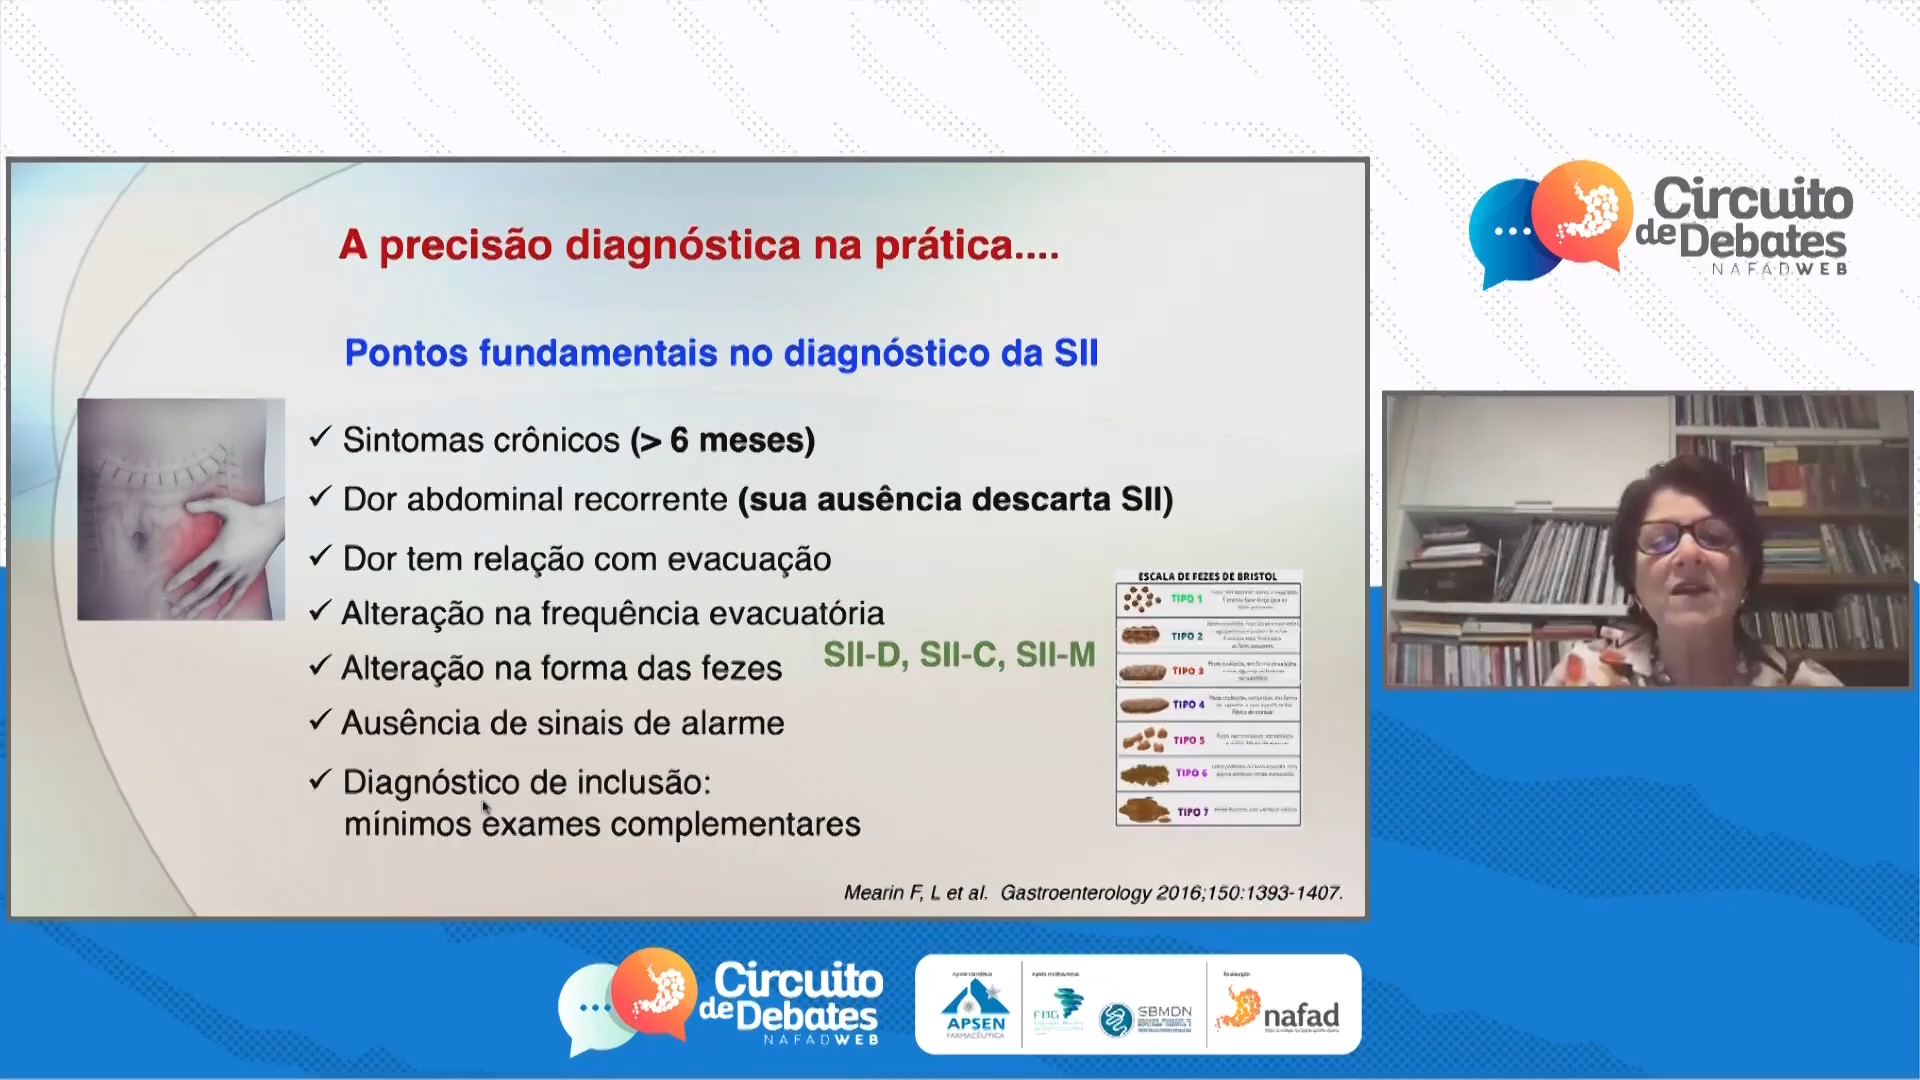 A precisão diagnóstica na prática....
Pontos fundamentais no diagnóstico da SII
✓ Sintomas crônicos (> 6 meses)
✓ Dor abdominal recorrente (sua ausência descarta SII)
✓ Dor tem relação com evacuação
✓ Alteração na frequência evacuatória
✓ Alteração na forma das fezes
SII-D, SII-C, SII-M
✓ Ausência de sinais de alarme
✓ Diagnóstico de inclusão:
mínimos exames complementares
ESCALA DE FEZES DE BRISTOL
TIPO 1
TIPO 2
TIPO 3
TIPO 4
TIPO 5
TIPO 6
TIPO 7
Mearin F, L et al. Gastroenterology 2016;150:1393-1407.
Circuito
de Debates
NAFADWEB
Circuito
de Debates
NAFADWEB
APSEN
FARMACÊUTICA
FBG
SBMDN
nafad